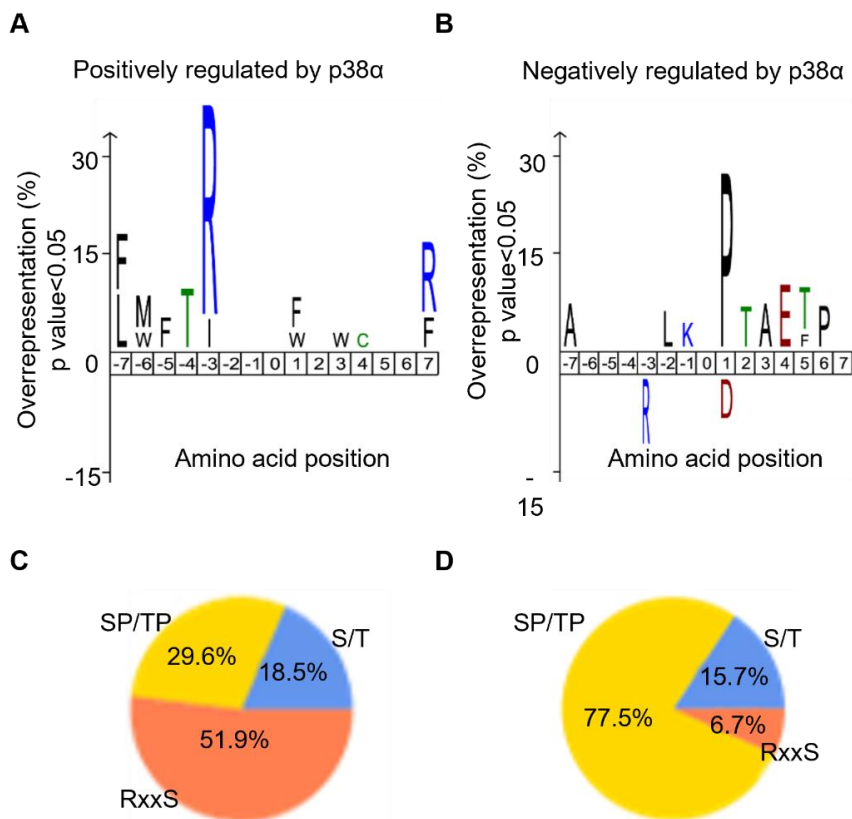 A
Positively regulated by p38α
Overrepresentation (%)
p value<0.05
30
15
0
-15
F
L
M
W
F
T
R
I
F
W
W
C
R
F
-7 -6 -5 -4 -3 -2 -1 0 1 2 3 4 5 6 7
Amino acid position
B
Negatively regulated by p38α
Overrepresentation (%)
p value<0.05
30
15
0
-
15
A
L
K
P
T
A
E
T
F
P
-7 -6 -5 -4 -3 -2 -1 0 1 2 3 4 5 6 7
R
D
Amino acid position
C
SP/TP
29.6%
S/T
18.5%
51.9%
RxxS
D
SP/TP
S/T
15.7%
77.5%
6.7%
RxxS